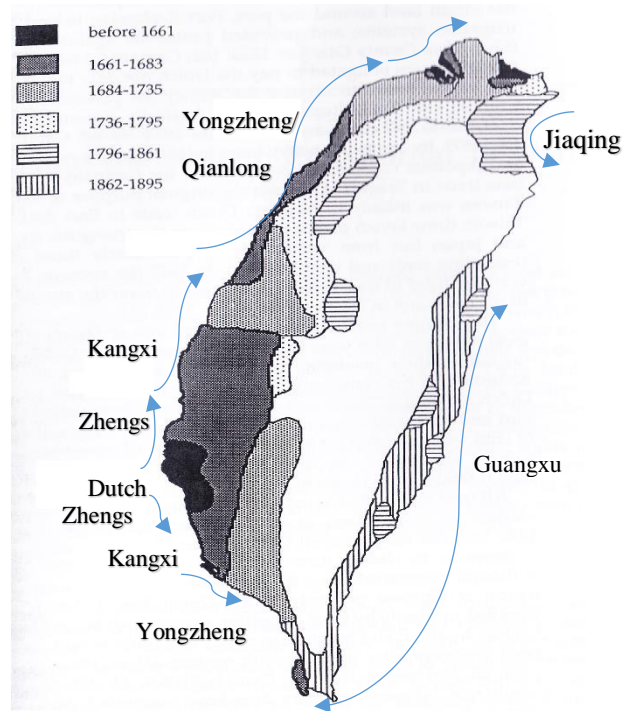 before 1661
1661-1683
1684-1735
1736-1795
1796-1861
1862-1895
Yongzheng/
Qianlong
Jiaqing
Kangxi
Zhengs
Guangxu
Dutch
Zhengs
Kangxi
Yongzheng